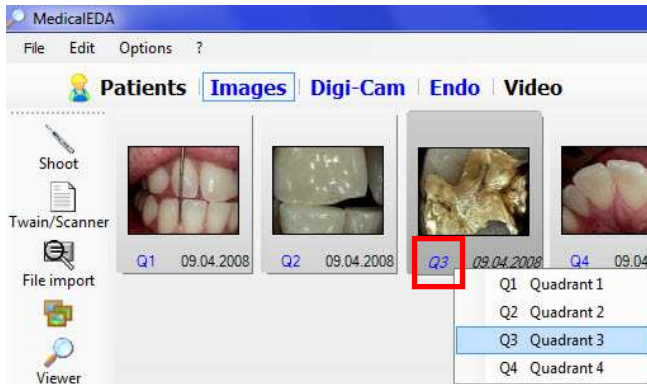 MedicalEDA
File Edit Options ?
Patients Images Digi-Cam Endo Video
Shoot
Twain/Scanner
File import
Viewer
Q1 09.04.2008 Q2 09.04.2008 Q3 09.04.2008 Q4 09.04
Q1 Quadrant 1
Q2 Quadrant 2
Q3 Quadrant 3
Q4 Quadrant 4